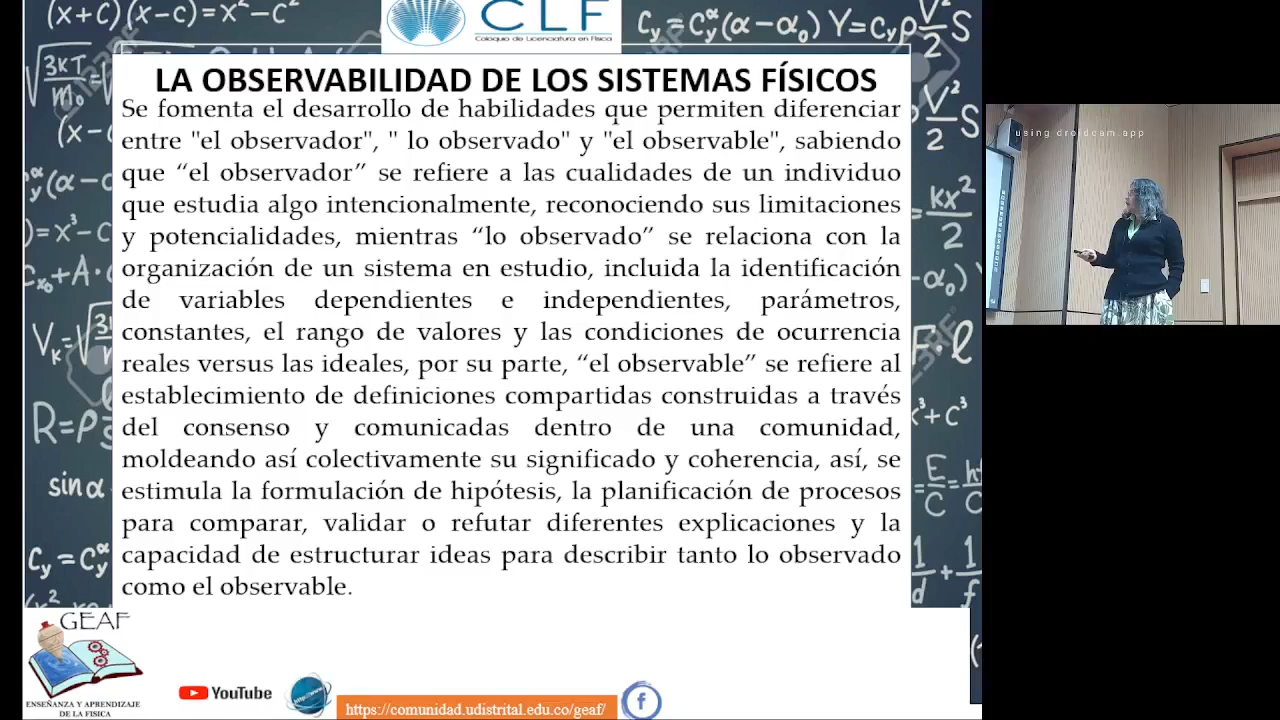 (x+C)(x-C)=x²-C²
CLF
Coloquio de Licenciatura en Física
LA OBSERVABILIDAD DE LOS SISTEMAS FÍSICOS
Se fomenta el desarrollo de habilidades que permiten diferenciar
entre "el observador", " lo observado" y "el observable", sabiendo
que “el observador” se refiere a las cualidades de un individuo
que estudia algo intencionalmente, reconociendo sus limitaciones
y potencialidades, mientras “lo observado” se relaciona con la
organización de un sistema en estudio, incluida la identificación
de variables dependientes e independientes, parámetros,
constantes, el rango de valores y las condiciones de ocurrencia
reales versus las ideales, por su parte, “el observable” se refiere al
establecimiento de definiciones compartidas construidas a través
del consenso y comunicadas dentro de una comunidad,
moldeando así colectivamente su significado y coherencia, así, se
estimula la formulación de hipótesis, la planificación de procesos
para comparar, validar o refutar diferentes explicaciones y la
capacidad de estructurar ideas para describir tanto lo observado
como el observable.
using droidcam app
GEAF
ENSEÑANZA Y APRENDIZAJE
DE LA FISICA
YouTube
https://comunidad.udistrital.edu.co/geaf/